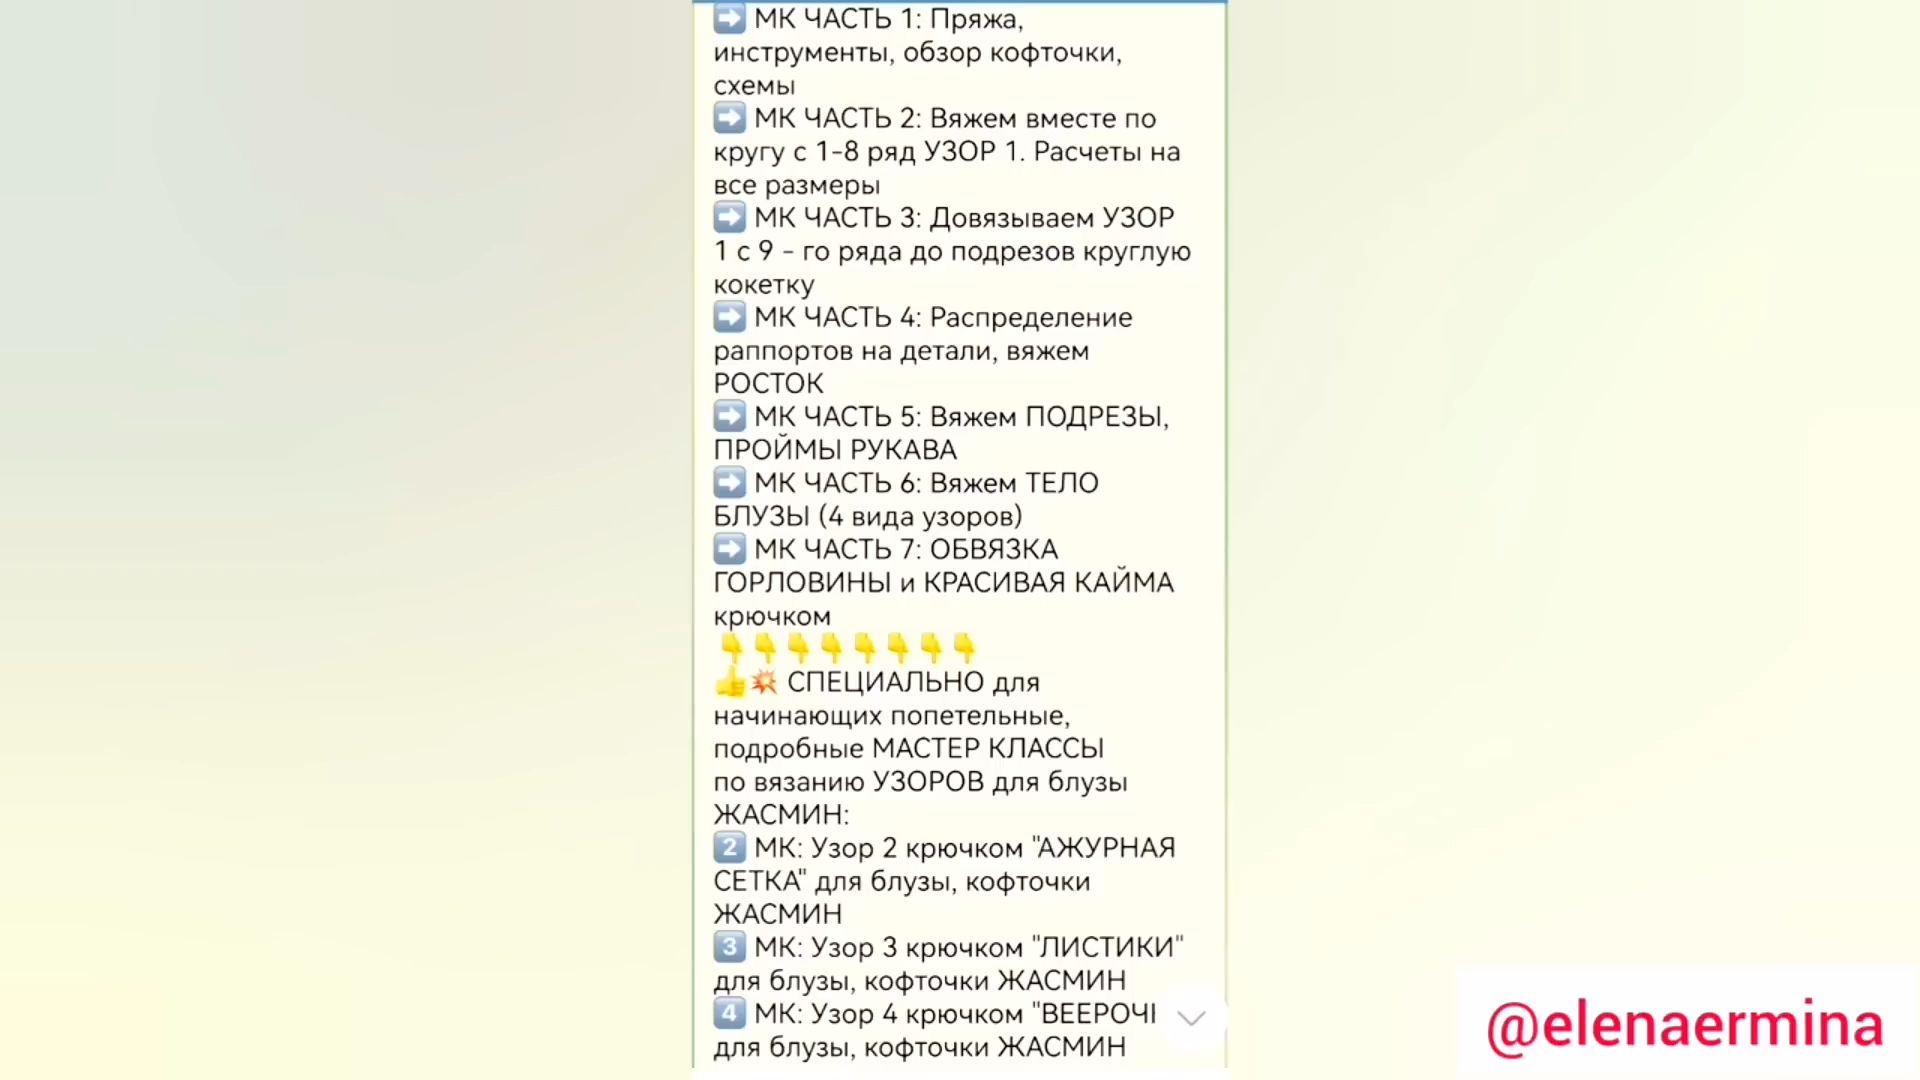 ➡️ МК ЧАСТЬ 1: Пряжа,
инструменты, обзор кофточки,
схемы
➡️ МК ЧАСТЬ 2: Вяжем вместе по
кругу с 1-8 ряд УЗОР 1. Расчеты на
все размеры
➡️ МК ЧАСТЬ 3: Довязываем УЗОР
1 с 9 - го ряда до подрезов круглую
кокетку
➡️ МК ЧАСТЬ 4: Распределение
раппортов на детали, вяжем
РОСТОК
➡️ МК ЧАСТЬ 5: Вяжем ПОДРЕЗЫ,
ПРОЙМЫ РУКАВА
➡️ МК ЧАСТЬ 6: Вяжем ТЕЛО
БЛУЗЫ (4 вида узоров)
➡️ МК ЧАСТЬ 7: ОБВЯЗКА
ГОРЛОВИНЫ и КРАСИВАЯ КАЙМА
крючком
👇👇👇👇👇👇👇👇
👍💥 СПЕЦИАЛЬНО для
начинающих попетельные,
подробные МАСТЕР КЛАССЫ
по вязанию УЗОРОВ для блузы
ЖАСМИН:
2️⃣ МК: Узор 2 крючком "АЖУРНАЯ
СЕТКА" для блузы, кофточки
ЖАСМИН
3️⃣ МК: Узор 3 крючком "ЛИСТИКИ"
для блузы, кофточки ЖАСМИН
4️⃣ МК: Узор 4 крючком
для блузы, кофточки ЖАСМИН
@elenaermina